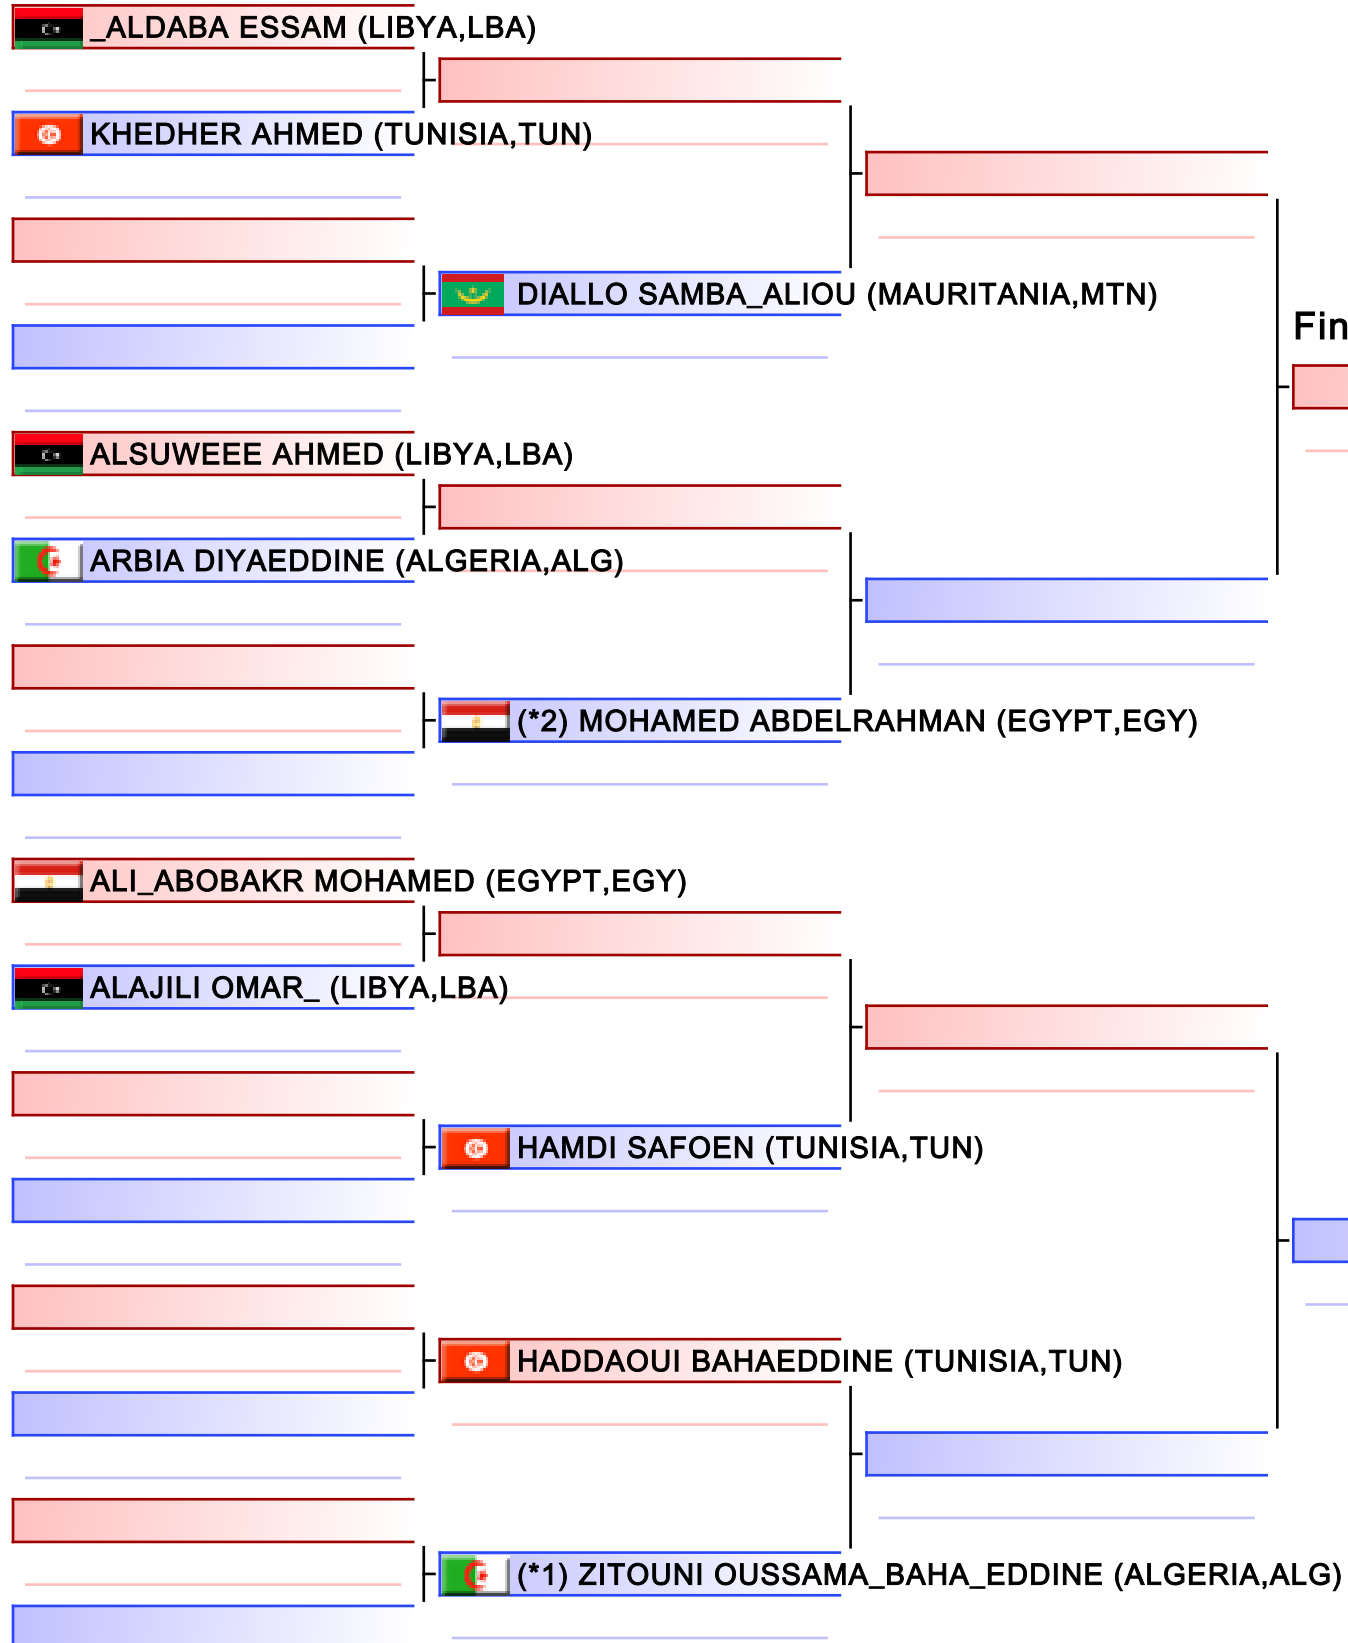 _ALDABA ESSAM (LIBYA,LBA)
KHEDHER AHMED (TUNISIA,TUN)
DIALLO SAMBA_ALIOU (MAURITANIA,MTN)
Fin
ALSUWEEE AHMED (LIBYA,LBA)
ARBIA DIYAEDDINE (ALGERIA,ALG)
(*2) MOHAMED ABDELRAHMAN (EGYPT,EGY)
ALI_ABOBAKR MOHAMED (EGYPT,EGY)
ALAJILI OMAR_ (LIBYA,LBA)
HAMDI SAFOEN (TUNISIA,TUN)
HADDAOUI BAHAEDDINE (TUNISIA,TUN)
(*1) ZITOUNI OUSSAMA_BAHA_EDDINE (ALGERIA,ALG)